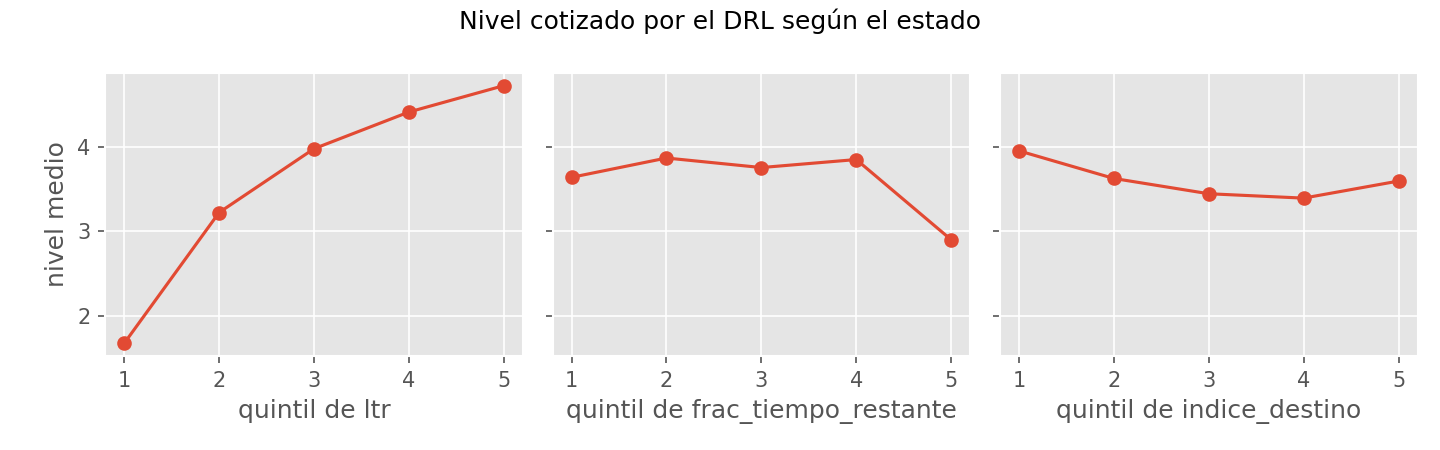 Nivel cotizado por el DRL según el estado
nivel medio
4
3
2
1 2 3 4 5
quintil de ltr
1 2 3 4 5
quintil de frac_tiempo_restante
1 2 3 4 5
quintil de indice_destino